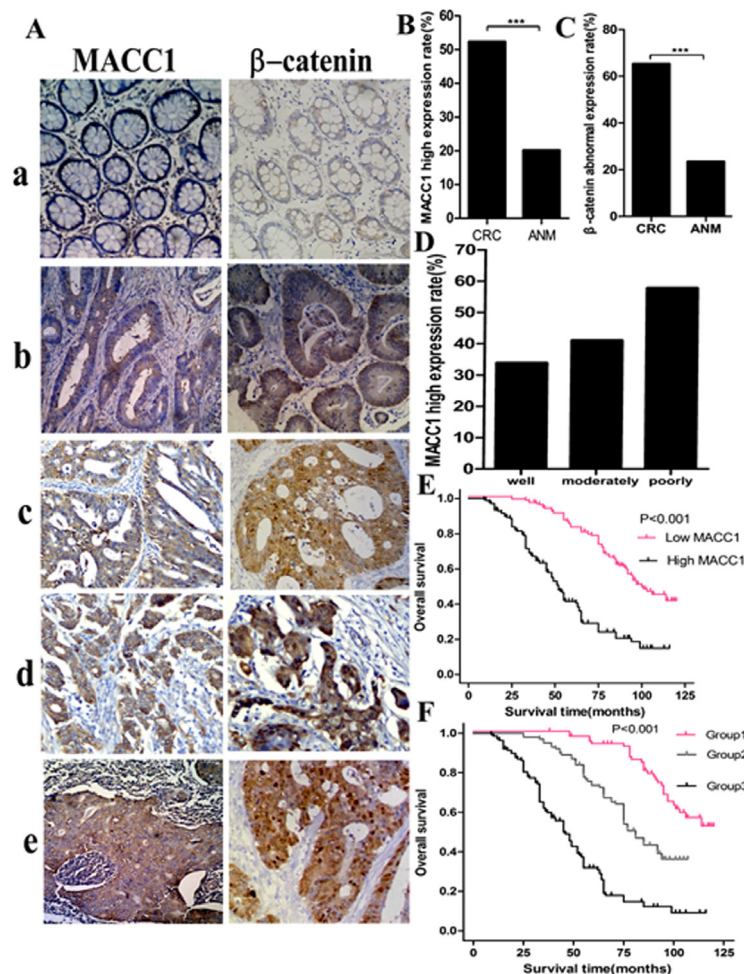 A
MACC1
β–catenin
a
b
c
d
e
B
MACC1 high expression rate(%)
60
50
40
30
20
10
0
***
CRC
ANM
C
β-catenin abnormal expression rate(%)
80
60
40
20
0
***
CRC
ANM
D
MACC1 high expression rate(%)
70
60
50
40
30
20
10
0
well
moderately
poorly
E
Overall survival
1.0
0.8
0.6
0.4
0.2
0.0
P<0.001
Low MACC1
High MACC1
0
25
50
75
100
125
Survival time(months)
F
Overall survival
1.0
0.8
0.6
0.4
0.2
0.0
P<0.001
Group1
Group2
Group3
0
25
50
75
100
125
Survival time(months)